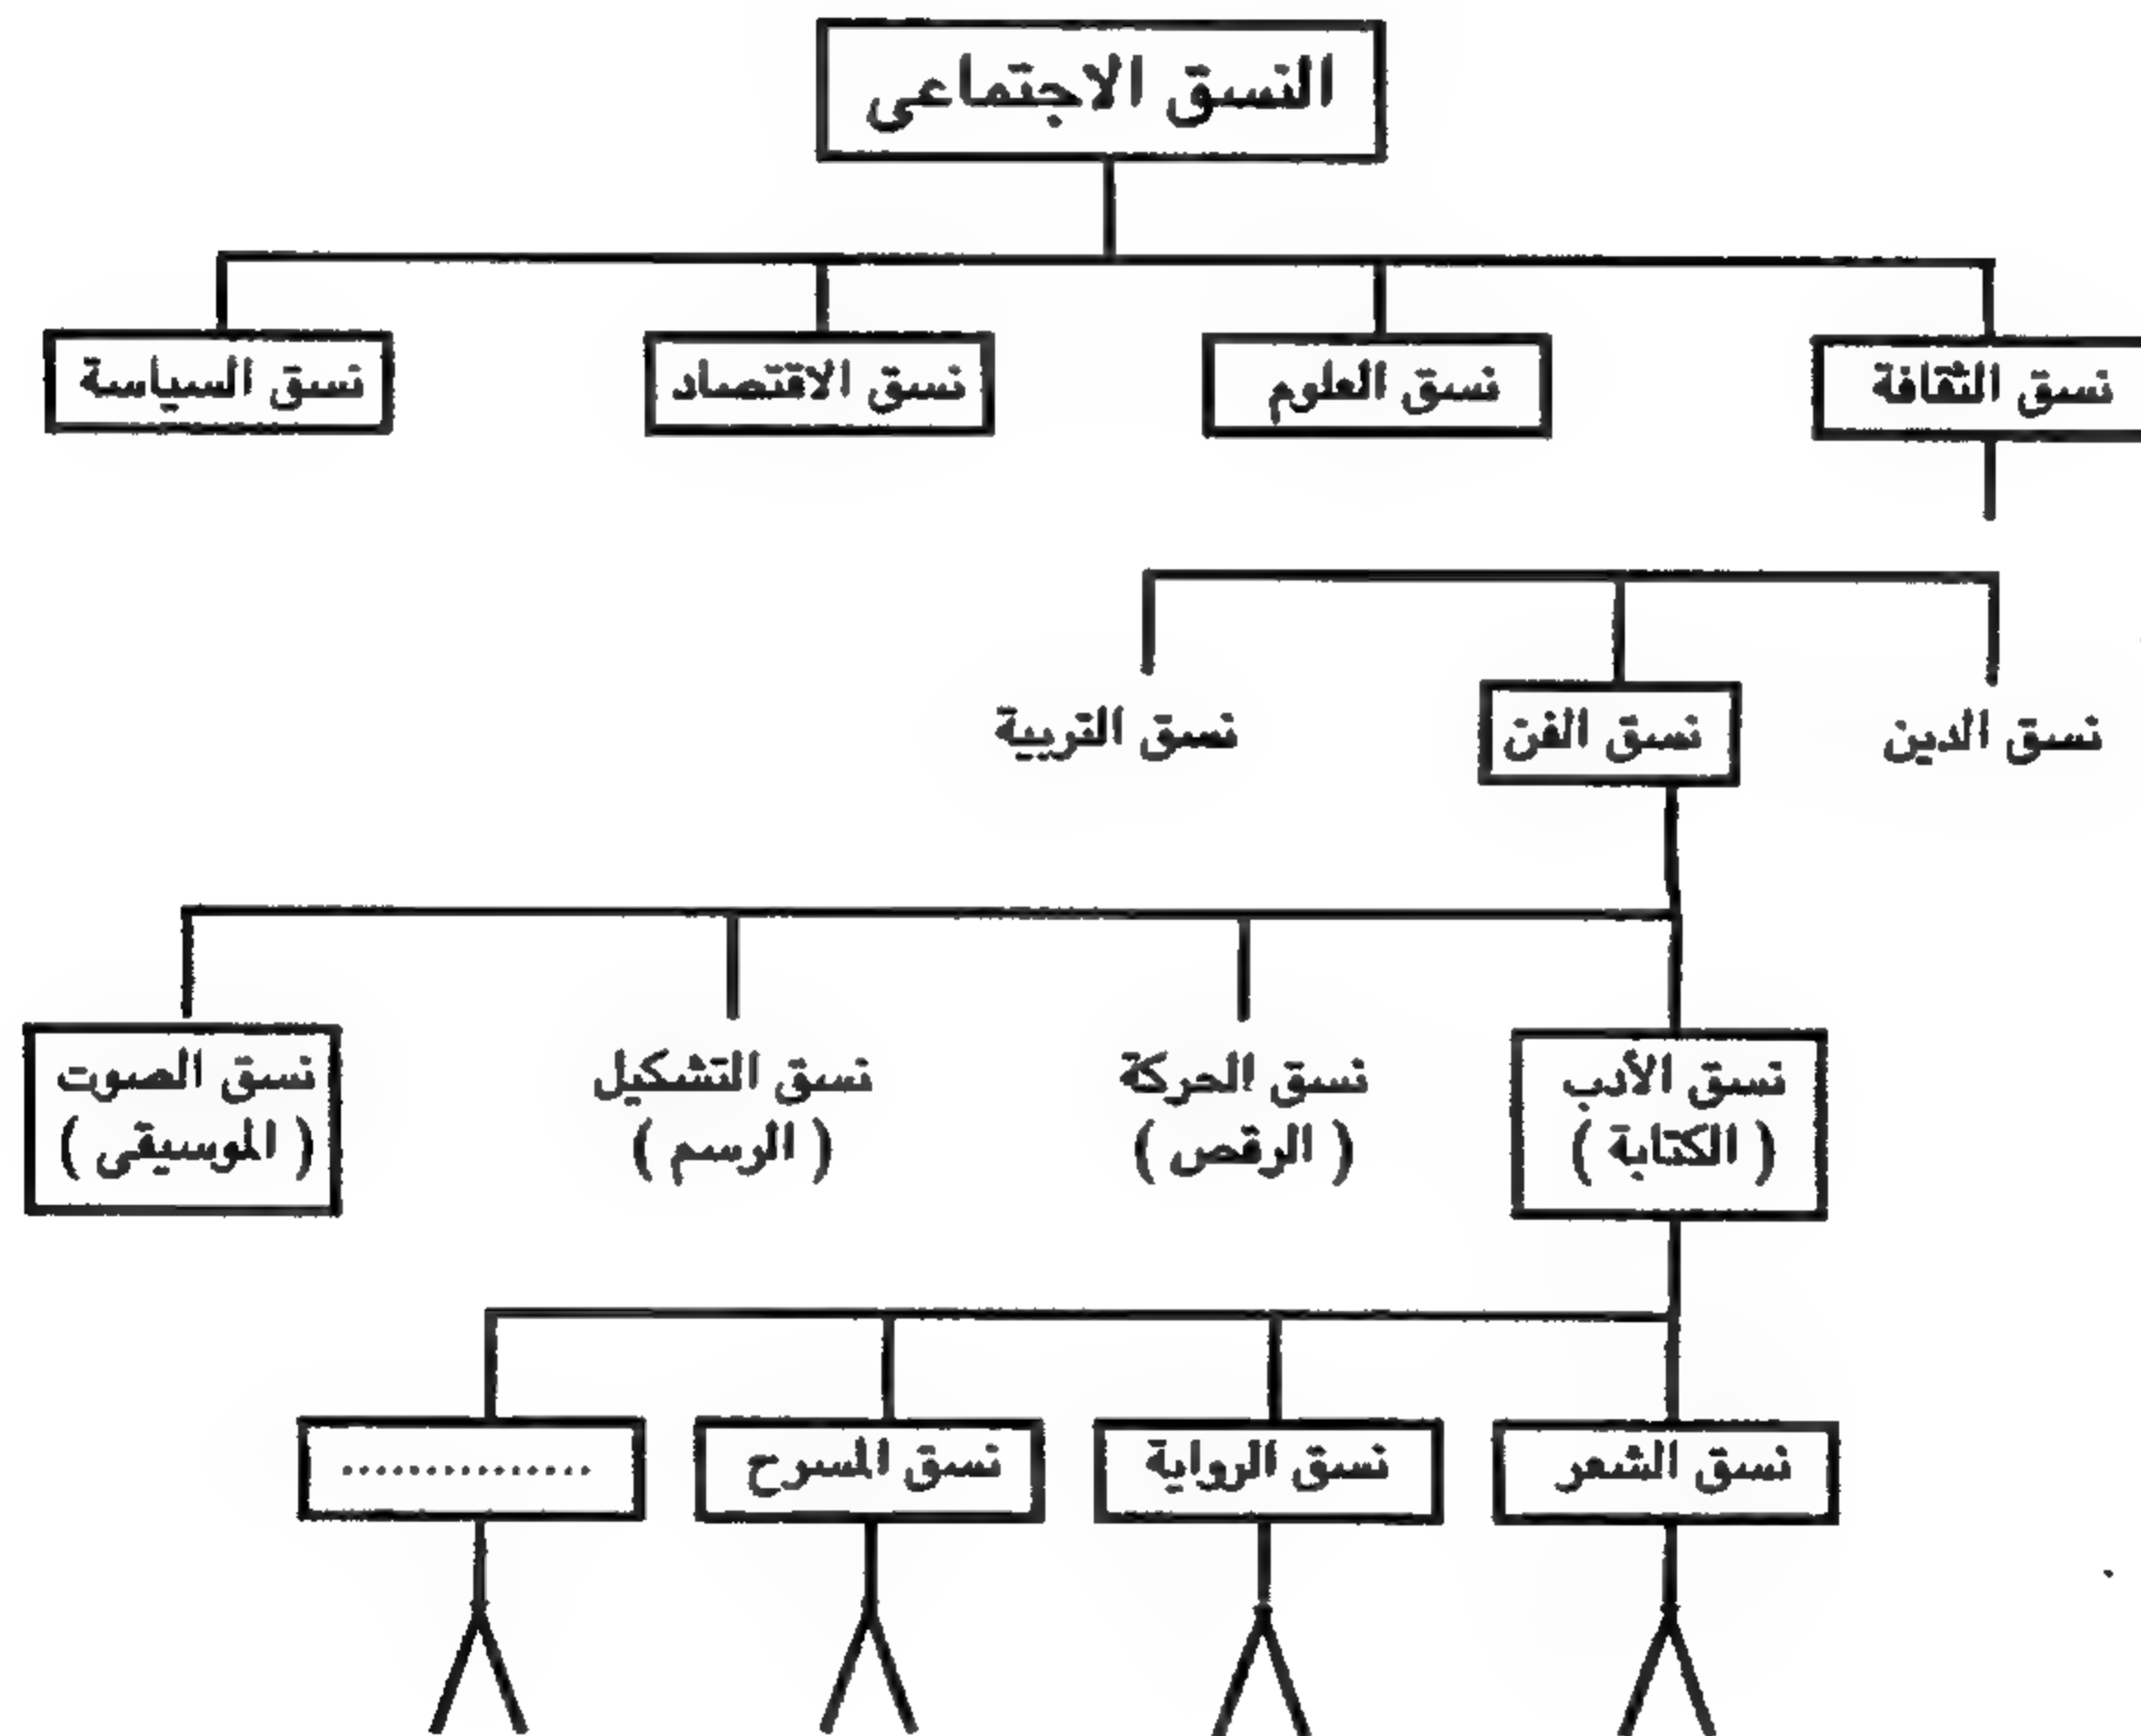 النسق الاجتماعى
نسق الثقافة
نسق العلوم
نسق الاقتصاد
نسق السياسة
نسق الدين
نسق الفن
نسق التربية
نسق الأدب
( الكتابة )
نسق الحركة
( الرقص )
نسق التشكيل
( الرسم )
نسق الصوت
( الموسيقى )
نسق الشعر
نسق الرواية
نسق المسرح
...............